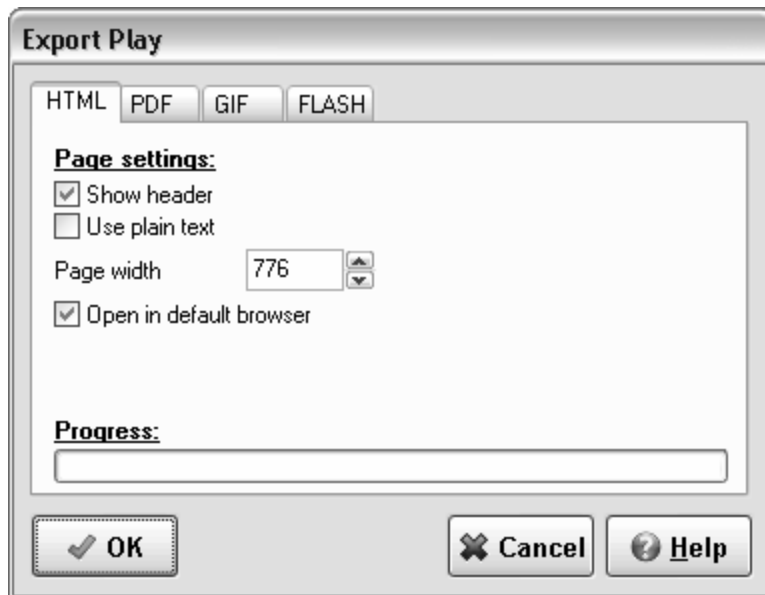 Export Play
HTML PDF GIF FLASH
Page settings:
Show header
Use plain text
Page width 776
Open in default browser
Progress:
OK Cancel Help